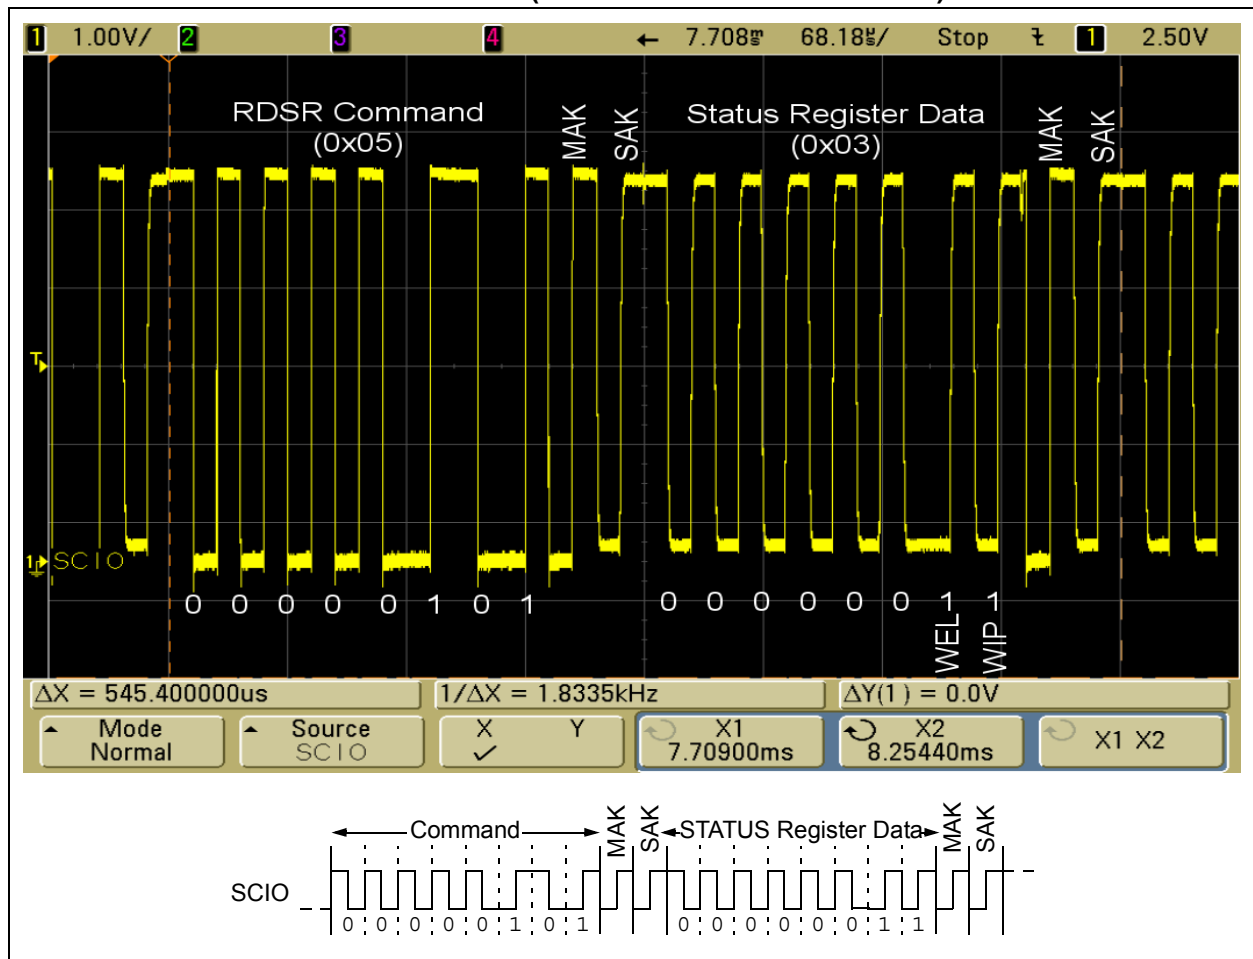 1 1.00V/ 2 3 4 ← 7.708ms 68.18us/ Stop 1 2.50V
RDSR Command
(0x05)
MAK
SAK
Status Register Data
(0x03)
MAK
SAK
T
1 SCIO
0 0 0 0 0 1 0 1 0 0 0 0 0 0 1 1
WEL
WIP
ΔX = 545.400000us 1/ΔX = 1.8335kHz ΔY(1) = 0.0V
Mode
Normal
Source
SCIO
X Y
✓
X1
7.70900ms
X2
8.25440ms
X1 X2
Command
MAK
SAK
STATUS Register Data
MAK
SAK
SCIO
0 0 0 0 0 1 0 1 0 0 0 0 0 0 1 1